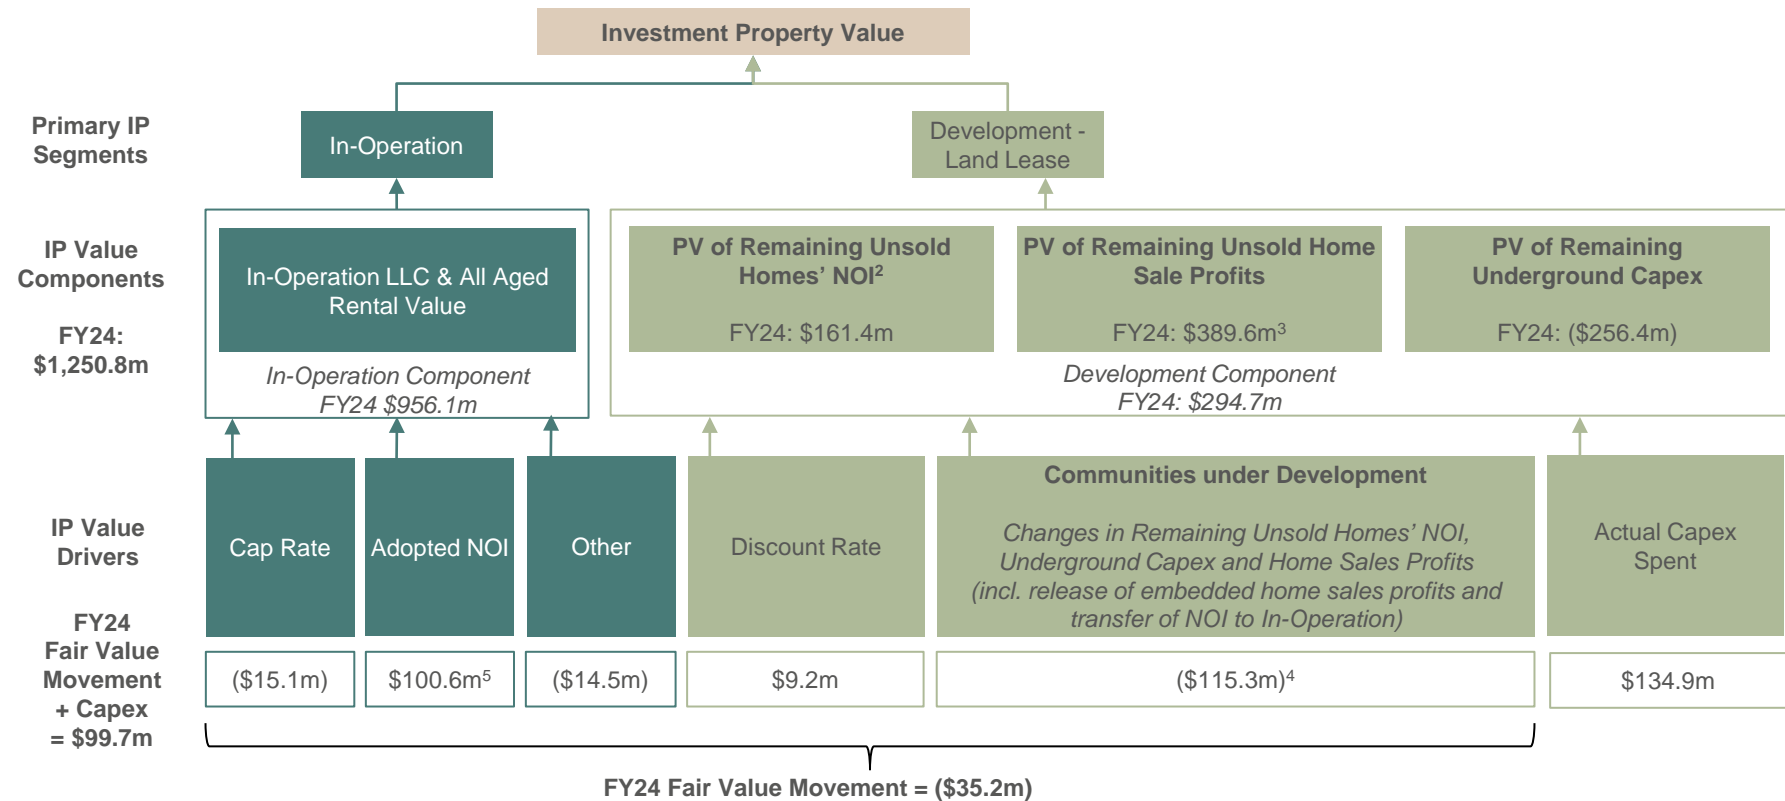 Investment Property Value
Primary IP
Segments
In-Operation
Development -
Land Lease
IP Value
Components
FY24:
$1,250.8m
In-Operation LLC & All Aged
Rental Value
In-Operation Component
FY24 $956.1m
PV of Remaining Unsold
Homes’ NOI2
FY24: $161.4m
PV of Remaining Unsold Home
Sale Profits
FY24: $389.6m3
PV of Remaining
Underground Capex
FY24: ($256.4m)
Development Component
FY24: $294.7m
IP Value
Drivers
Cap Rate
Adopted NOI
Other
Discount Rate
Communities under Development
Changes in Remaining Unsold Homes’ NOI,
Underground Capex and Home Sales Profits
(incl. release of embedded home sales profits and
transfer of NOI to In-Operation)
Actual Capex
Spent
FY24
Fair Value
Movement
+ Capex
= $99.7m
($15.1m)
$100.6m5
($14.5m)
$9.2m
($115.3m)4
$134.9m
FY24 Fair Value Movement = ($35.2m)